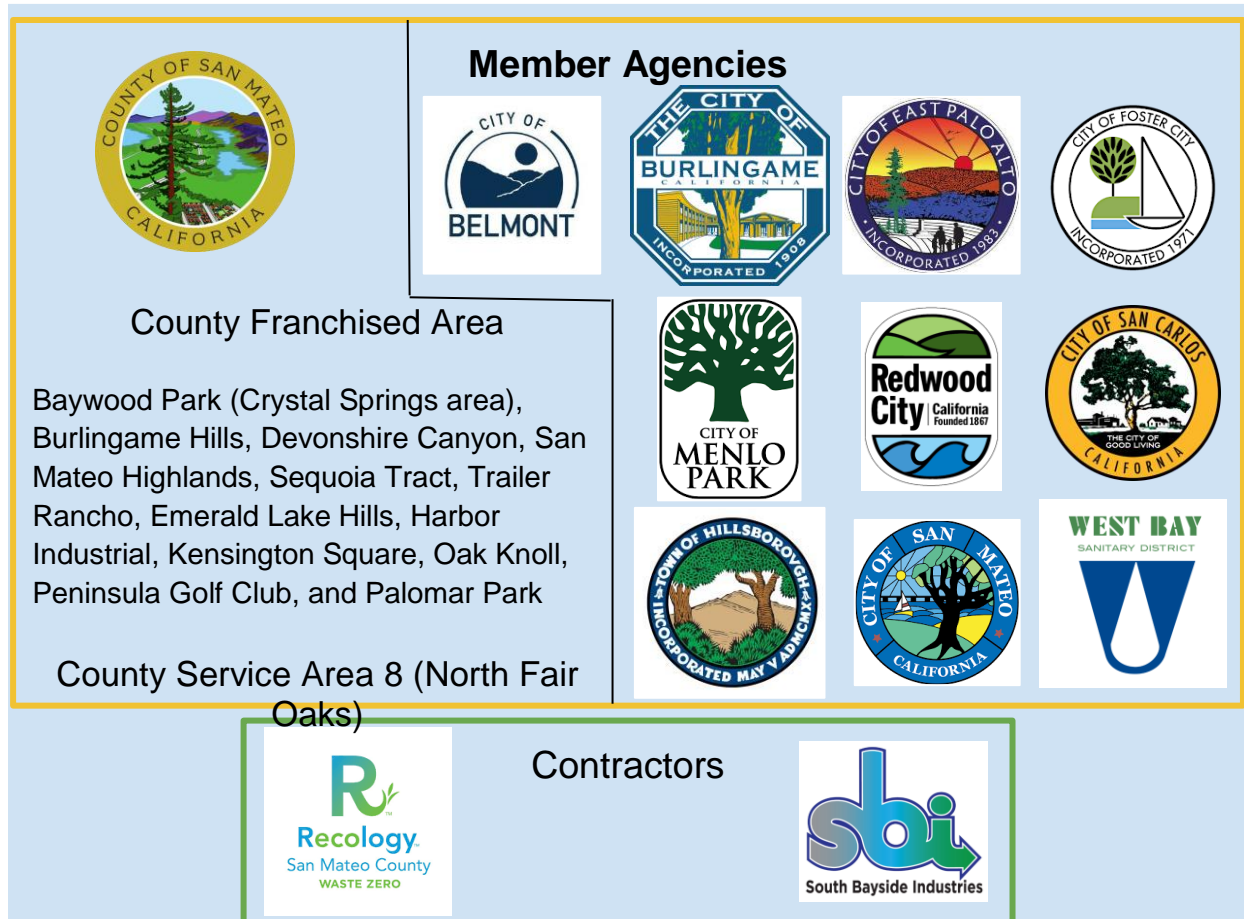 COUNTY OF SAN MATEO
CALIFORNIA
County Franchised Area
Baywood Park (Crystal Springs area),
Burlingame Hills, Devonshire Canyon, San
Mateo Highlands, Sequoia Tract, Trailer
Rancho, Emerald Lake Hills, Harbor
Industrial, Kensington Square, Oak Knoll,
Peninsula Golf Club, and Palomar Park
County Service Area 8 (North Fair
Oaks)
Member Agencies
CITY OF
BELMONT
THE CITY OF
BURLINGAME
CALIFORNIA
INCORPORATED 1908
CITY OF EAST PALO ALTO
• INCORPORATED 1983 •
CITY OF FOSTER CITY
INCORPORATED 1971
CITY OF
MENLO
PARK
Redwood
City
California
Founded 1867
CITY OF SAN CARLOS
THE CITY OF
GOOD LIVING
CALIFORNIA
TOWN OF HILLSBOROUGH
INCORPORATED MAY V ADMCMX
CITY OF SAN MATEO
CALIFORNIA
WEST BAY
SANITARY DISTRICT
Contractors
R
TM
Recology
San Mateo County
WASTE ZERO
sbi
South Bayside Industries